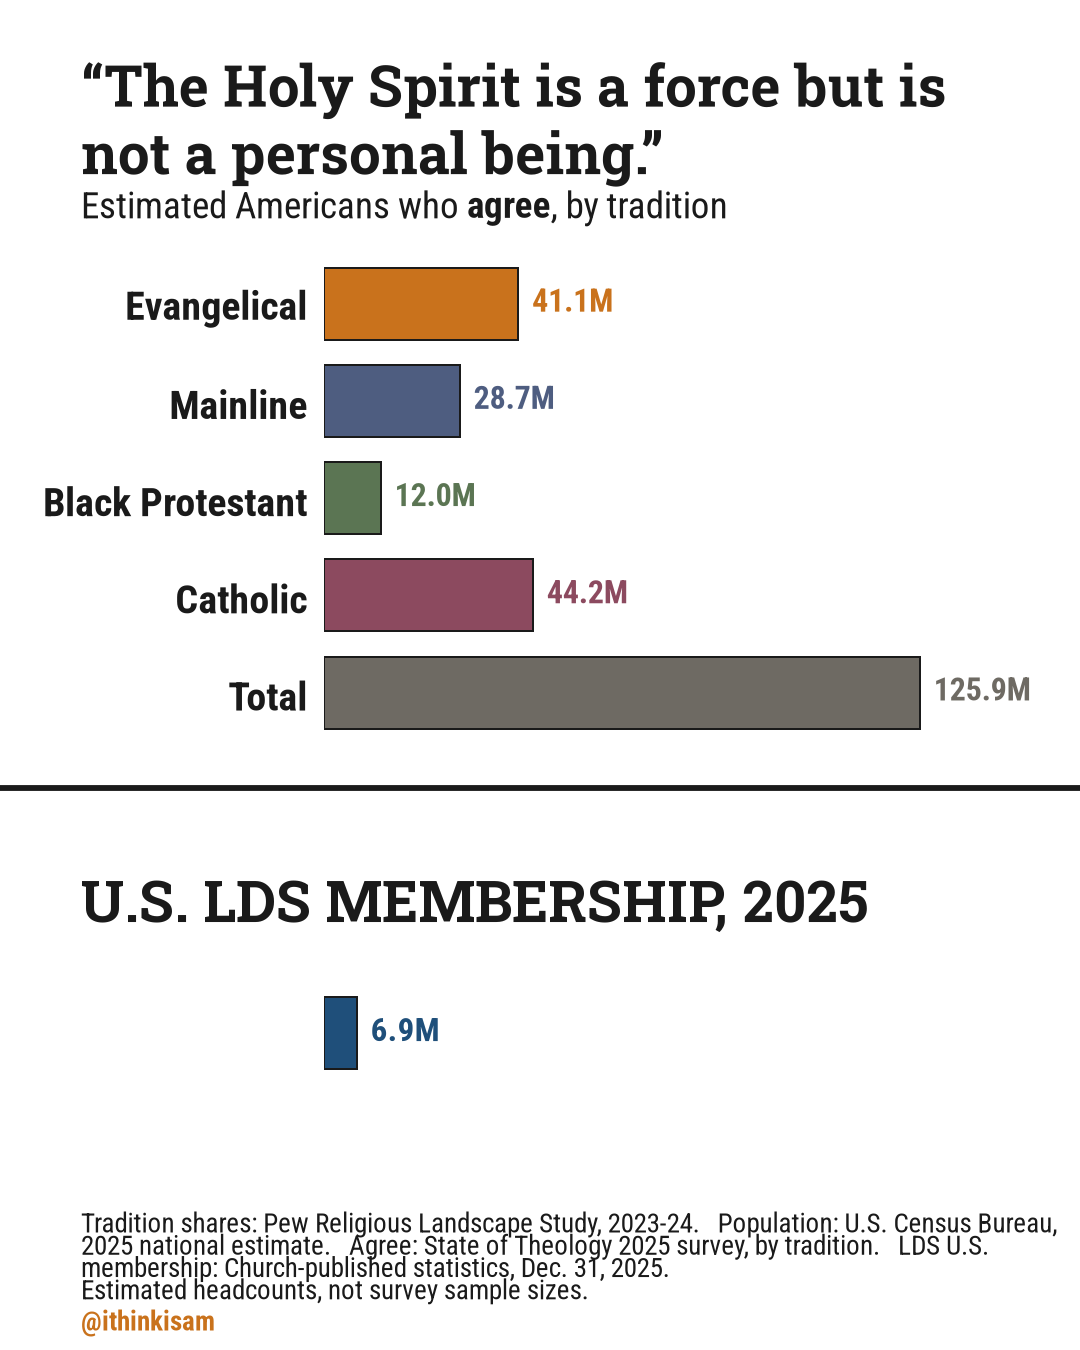 “The Holy Spirit is a force but is
not a personal being.”
Estimated Americans who agree, by tradition
Evangelical 41.1M
Mainline 28.7M
Black Protestant 12.0M
Catholic 44.2M
Total 125.9M
U.S. LDS MEMBERSHIP, 2025
6.9M
Tradition shares: Pew Religious Landscape Study, 2023-24. Population: U.S. Census Bureau,
2025 national estimate. Agree: State of Theology 2025 survey, by tradition. LDS U.S.
membership: Church-published statistics, Dec. 31, 2025.
Estimated headcounts, not survey sample sizes.
@ithinkisam